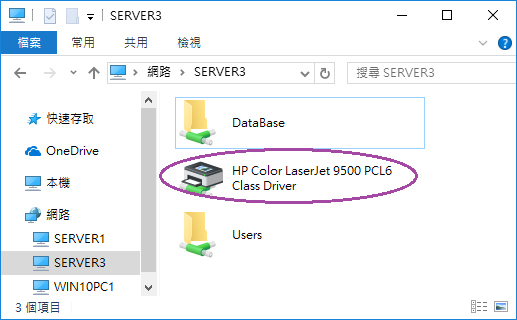 SERVER3
檔案 常用 共用 檢視
網路 SERVER3
搜尋 SERVER3
快速存取
OneDrive
本機
網路
SERVER1
SERVER3
WIN10PC1
DataBase
HP Color LaserJet 9500 PCL6
Class Driver
Users
3 個項目